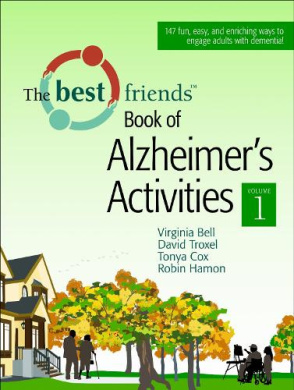 147 fun, easy, and enriching ways to
engage adults with dementia!
The best friends™
Book of
Alzheimer's
Activities
VOLUME
1
Virginia Bell
David Troxel
Tonya Cox
Robin Hamon